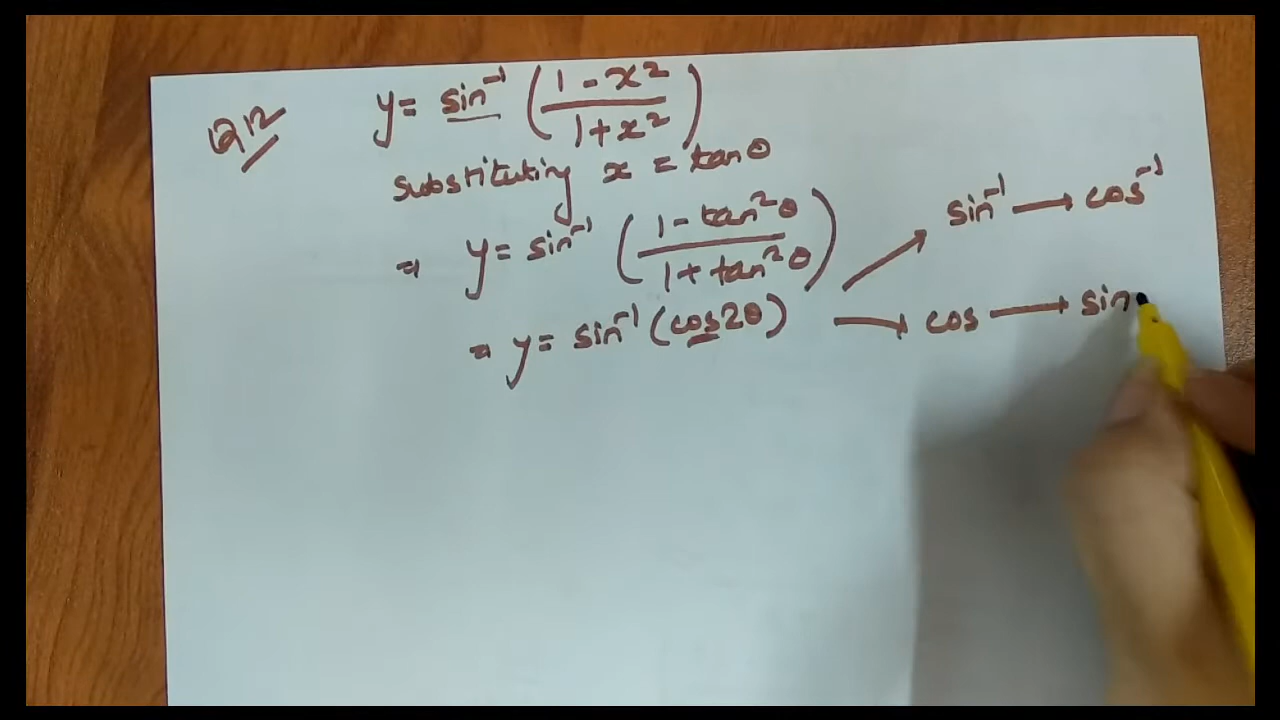 Q12 y = sin⁻¹ (1 - x² / 1 + x²)
Substituting x = tanθ
⇒ y = sin⁻¹ (1 - tan²θ / 1 + tan²θ)
sin⁻¹ → cos⁻¹
⇒ y = sin⁻¹ (cos2θ) → cos → sin